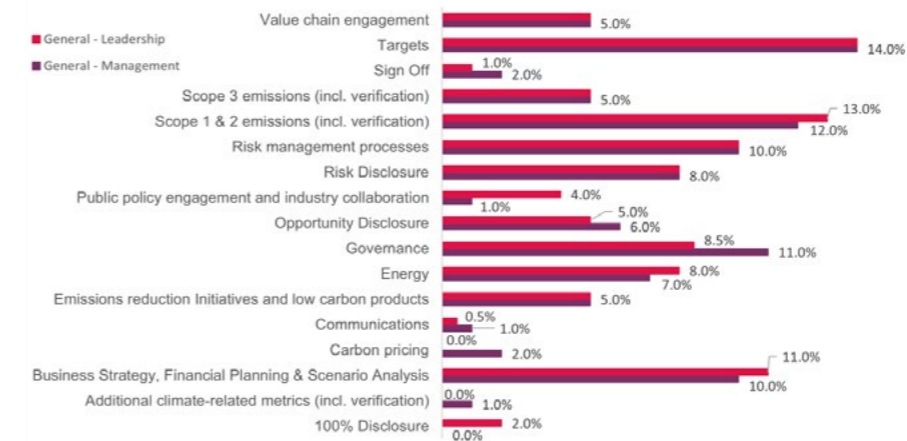 Value chain engagement 5.0%
General - Leadership
Targets 14.0%
General - Management
Sign Off 1.0% 2.0%
Scope 3 emissions (incl. verification) 5.0%
Scope 1 & 2 emissions (incl. verification) 13.0% 12.0%
Risk management processes 10.0%
Risk Disclosure 8.0%
Public policy engagement and industry collaboration 4.0% 1.0%
Opportunity Disclosure 5.0% 6.0%
Governance 8.5% 11.0%
Energy 8.0% 7.0%
Emissions reduction Initiatives and low carbon products 5.0%
Communications 0.5% 1.0%
Carbon pricing 0.0% 2.0%
Business Strategy, Financial Planning & Scenario Analysis 11.0% 10.0%
Additional climate-related metrics (incl. verification) 0.0% 1.0%
100% Disclosure 2.0% 0.0%